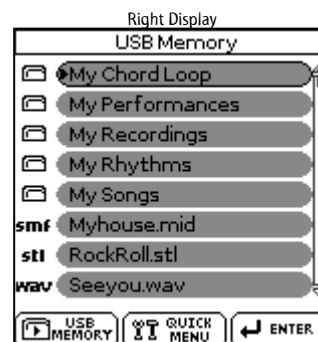 Right Display
USB Memory
My Chord Loop
My Performances
My Recordings
My Rhythms
My Songs
smf Myhouse.mid
stl RockRoll.stl
wav Seeyou.wav
USB MEMORY QUICK MENU ENTER